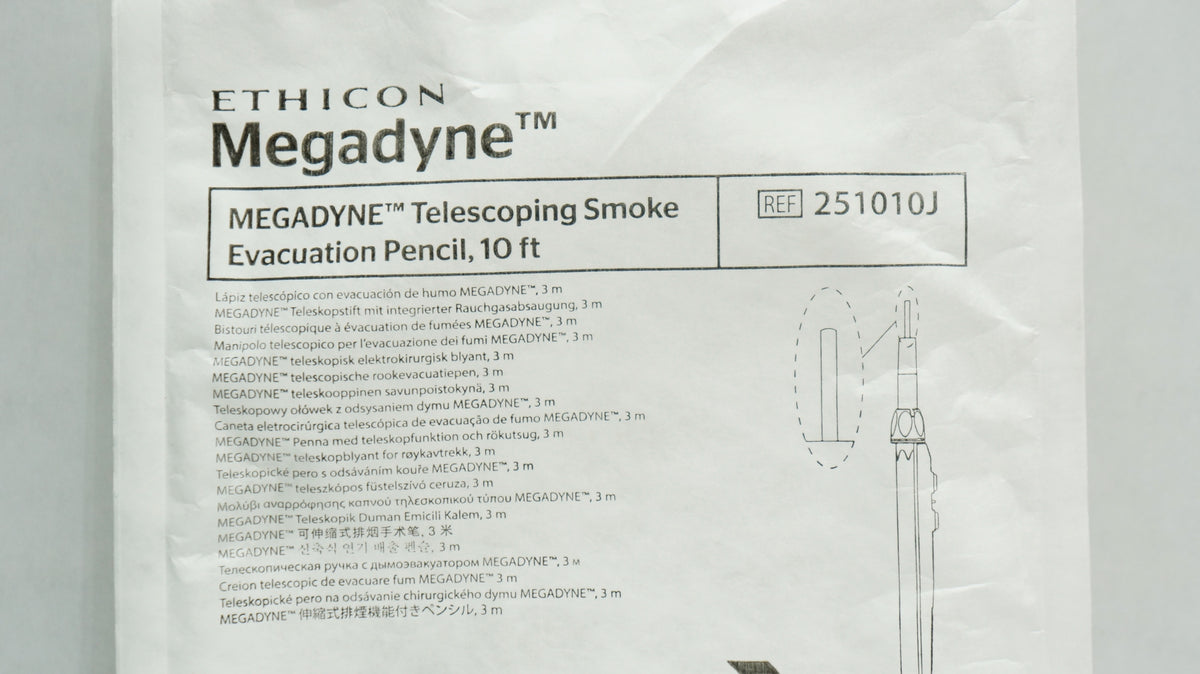 ETHICON
Megadyne™
MEGADYNE™ Telescoping Smoke
Evacuation Pencil, 10 ft
REF 251010J
Lápiz telescópico con evacuación de humo MEGADYNE™, 3 m
MEGADYNE™ Teleskopstift mit integrierter Rauchgasabsaugung, 3 m
Bistouri télescopique à évacuation de fumées MEGADYNE™, 3 m
Manipolo telescopico per l'evacuazione dei fumi MEGADYNE™, 3 m
MEGADYNE™ teleskopisk elektrokirurgisk blyant, 3 m
MEGADYNE™ telescopische rookevacuatiepen, 3 m
MEGADYNE™ teleskooppinen savunpoistokynä, 3 m
Teleskopowy ołówek z odsysaniem dymu MEGADYNE™, 3 m
Caneta eletrocirúrgica telescópica de evacuação de fumo MEGADYNE™, 3 m
MEGADYNE™ Penna med teleskopfunktion och rökutsug, 3 m
MEGADYNE™ teleskopblyant for røykavtrekk, 3 m
Teleskopické pero s odsáváním kouře MEGADYNE™, 3 m
MEGADYNE™ teleszkópos füstelszívó ceruza, 3 m
Μολύβι αναρρόφησης καπνού τηλεσκοπικού τύπου MEGADYNE™, 3 m
MEGADYNE™ Teleskopik Duman Emicili Kalem, 3 m
MEGADYNE™ 可伸缩式排烟手术笔, 3 米
MEGADYNE™ 신축식 연기 배출 펜슬, 3 m
Телескопическая ручка с дымоэвакуатором MEGADYNE™, 3 м
Creion telescopic de evacuare fum MEGADYNE™ 3 m
Teleskopické pero na odsávanie chirurgického dymu MEGADYNE™, 3 m
MEGADYNE™ 伸縮式排煙機能付きペンシル, 3 m